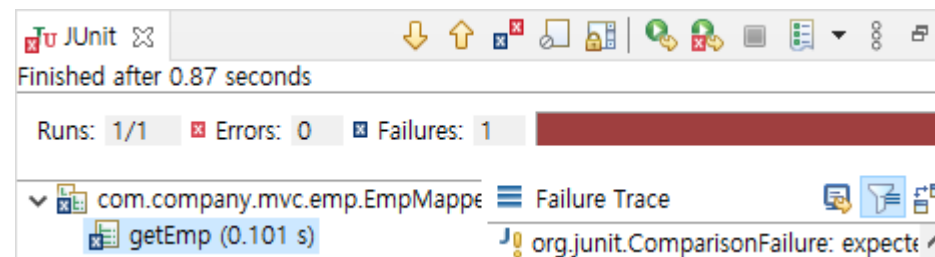 JUnit
Finished after 0.87 seconds
Runs: 1/1 Errors: 0 Failures: 1
com.company.mvc.emp.EmpMappe
Failure Trace
getEmp (0.101 s)
org.junit.ComparisonFailure: expecte